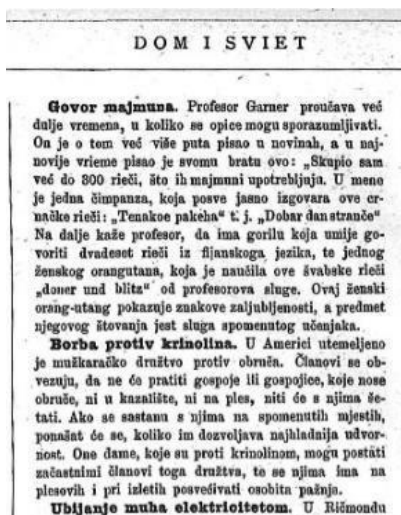 DOM I SVIET
Govor majmuna. Profesor Garner proučava već
dulje vremena, u koliko se opice mogu sporazumljivati.
On je o tem već više puta pisao u novinah, a u naj-
novije vrieme pisao je svomu bratu ovo: „Skupio sam
već do 300 rieči, što ih majmuni upotrebljuju. U mene
je jedna čimpanza, koja posve jasno izgovara ove cr-
načke rieči: „Tenakoe pakeha“ t. j. „Dobar dan stranče“
Na dalje kaže profesor, da ima gorilu koja umije go-
voriti dvadeset rieči iz fijanskoga jezika, te jednog
ženskog orangutana, koja je naučila ove švabske rieči
„doner und blitz“ od profesorova sluge. Ovaj ženski
orang-utang pokazuje znakove zaljubljenosti, a predmet
njegovog štovanja jest sluga spomenutog učenjaka.
Borba protiv krinolina. U Americi utemeljeno
je muškaračko društvo protiv obruča. Članovi se ob-
vezuju, da ne će pratiti gospoje ili gospojice, koje nose
obruče, ni u kazalište, ni na ples, niti će s njima še-
tati. Ako se sastanu s njima na spomenutih mjestih,
ponašat će se, koliko im dozvoljava najhladnija udvor-
nost. One dame, koje su proti krinolinom, mogu postati
začastnimi članovi toga družtva, te se njima ima na
plesovih i pri izletih posvećivati osobita pažnja.
Ubijanje muha elektricitetom. U Ričmondu